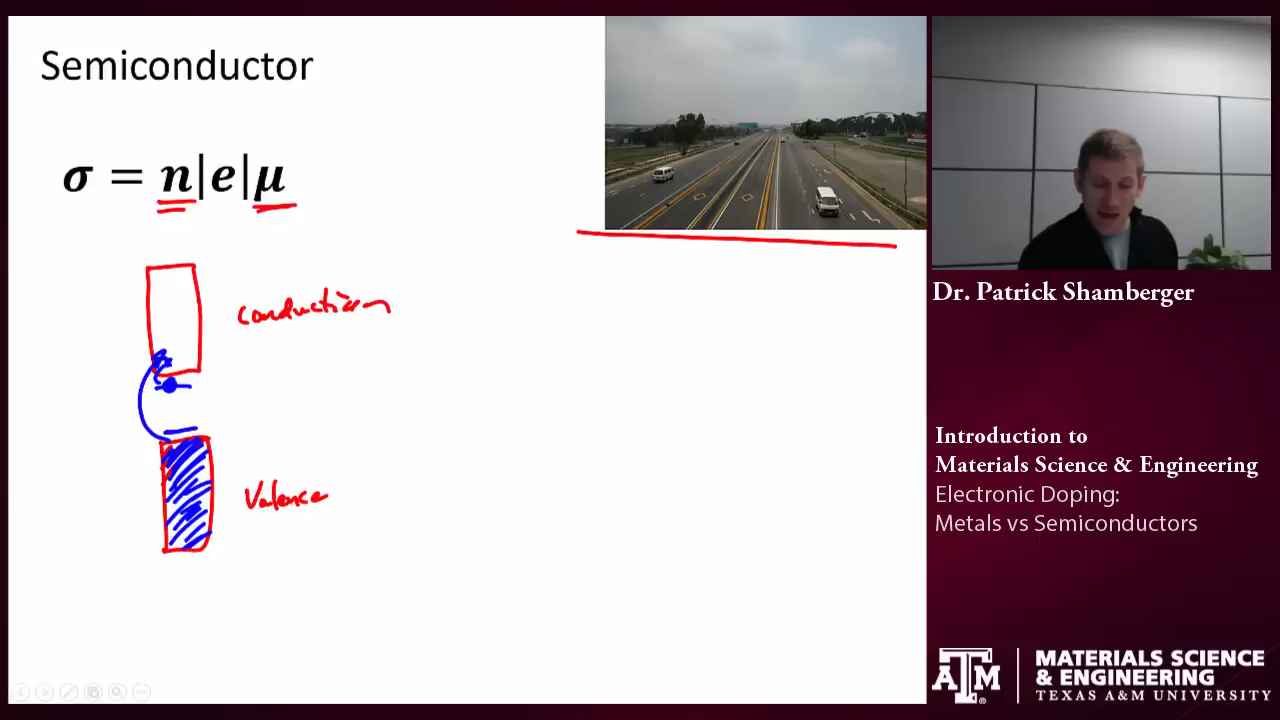 Semiconductor
σ = n|e|μ
conduction
Valence
Dr. Patrick Shamberger
Introduction to
Materials Science & Engineering
Electronic Doping:
Metals vs Semiconductors
ATM
MATERIALS SCIENCE
& ENGINEERING
TEXAS A&M UNIVERSITY